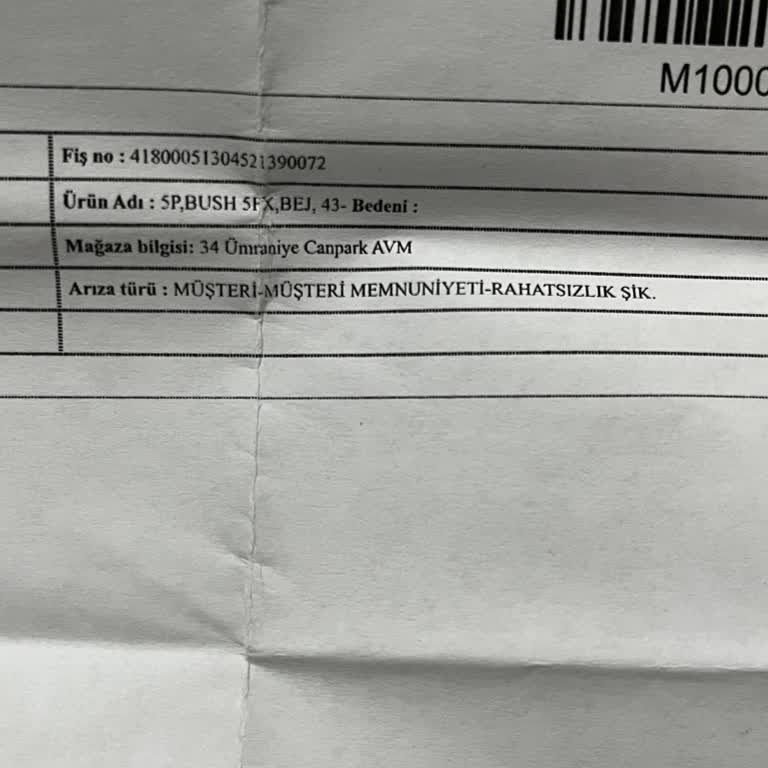 M1000
Fiş no : 41800051304521390072
Ürün Adı : 5P,BUSH 5FX,BEJ, 43- Bedeni :
Mağaza bilgisi: 34 Ümraniye Canpark AVM
Arıza türü : MÜŞTERİ-MÜŞTERİ MEMNUNİYETİ-RAHATSIZLIK ŞİK.